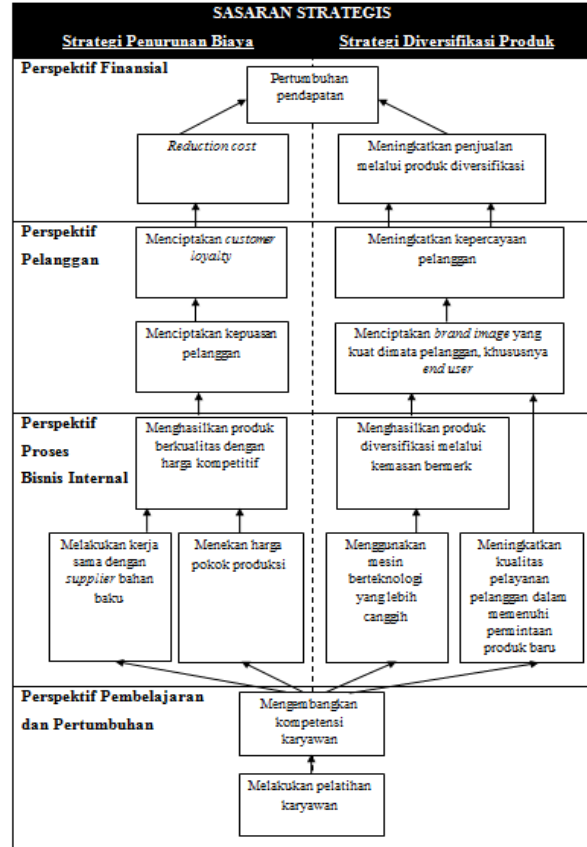 SASARAN STRATEGIS
Strategi Penurunan Biaya
Strategi Diversifikasi Produk
Perspektif Finansial
Pertumbuhan
pendapatan
Reduction cost
Meningkatkan penjualan
melalui produk diversifikasi
Perspektif
Pelanggan
Menciptakan customer
loyalty
Meningkatkan kepercayaan
pelanggan
Menciptakan kepuasan
pelanggan
Menciptakan brand image yang
kuat dimata pelanggan, khususnya
end user
Perspektif
Proses
Bisnis Internal
Menghasilkan produk
berkualitas dengan
harga kompetitif
Menghasilkan produk
diversifikasi melalui
kemasan bermerk
Melakukan kerja
sama dengan
supplier bahan
baku
Menekan harga
pokok produksi
Menggunakan
mesin
berteknologi
yang lebih
canggih
Meningkatkan
kualitas
pelayanan
pelanggan dalam
memenuhi
permintaan
produk baru
Perspektif Pembelajaran
dan Pertumbuhan
Mengembangkan
kompetensi
karyawan
Melakukan pelatihan
karyawan